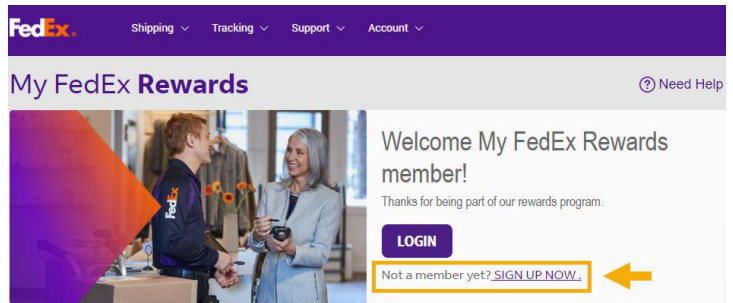 FedEx.
Shipping Tracking Support Account
My FedEx Rewards
? Need Help
FedEx
Welcome My FedEx Rewards
member!
Thanks for being part of our rewards program.
LOGIN
Not a member yet? SIGN UP NOW .